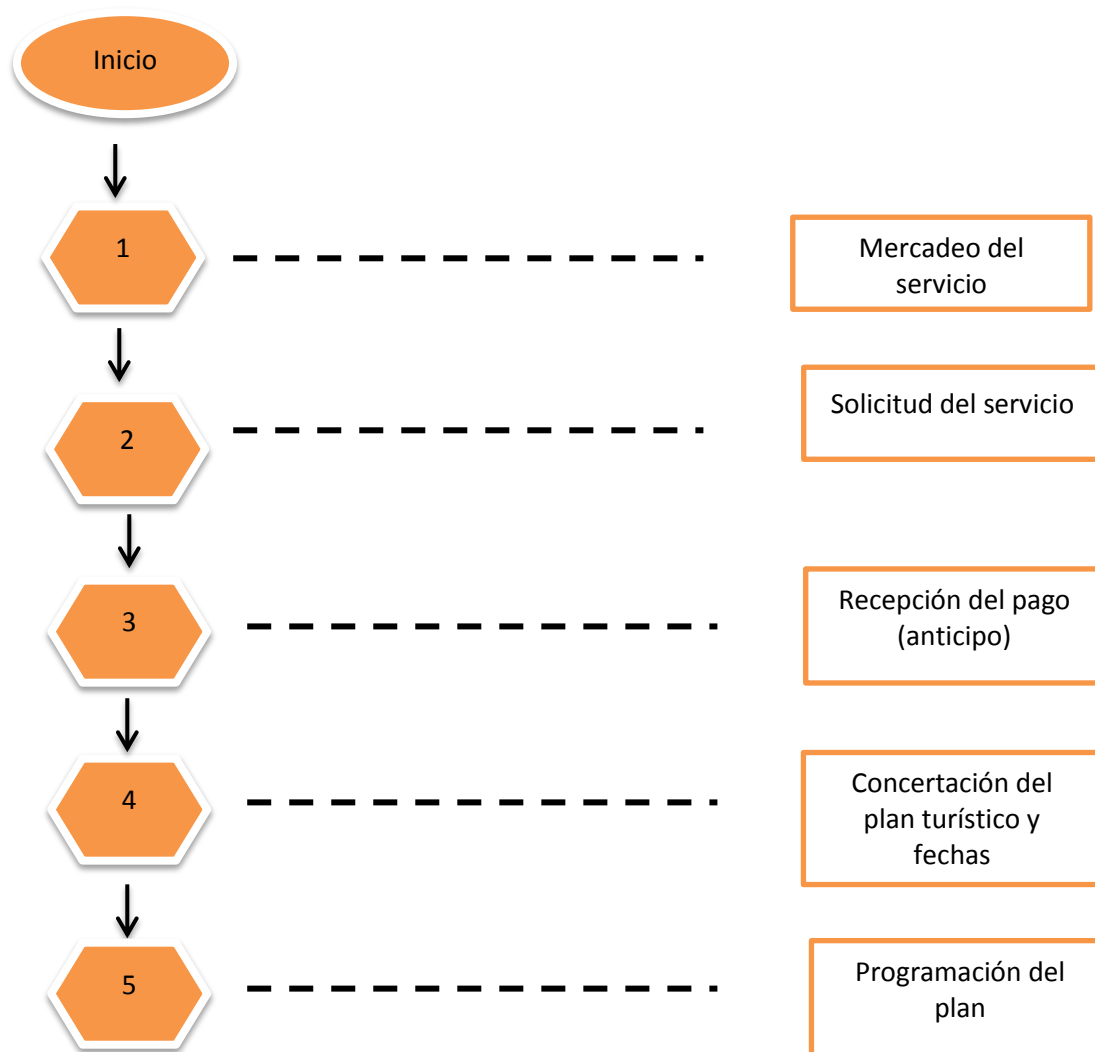 Inicio
1
Mercadeo del
servicio
2
Solicitud del servicio
3
Recepción del pago
(anticipo)
4
Concertación del
plan turístico y
fechas
5
Programación del
plan